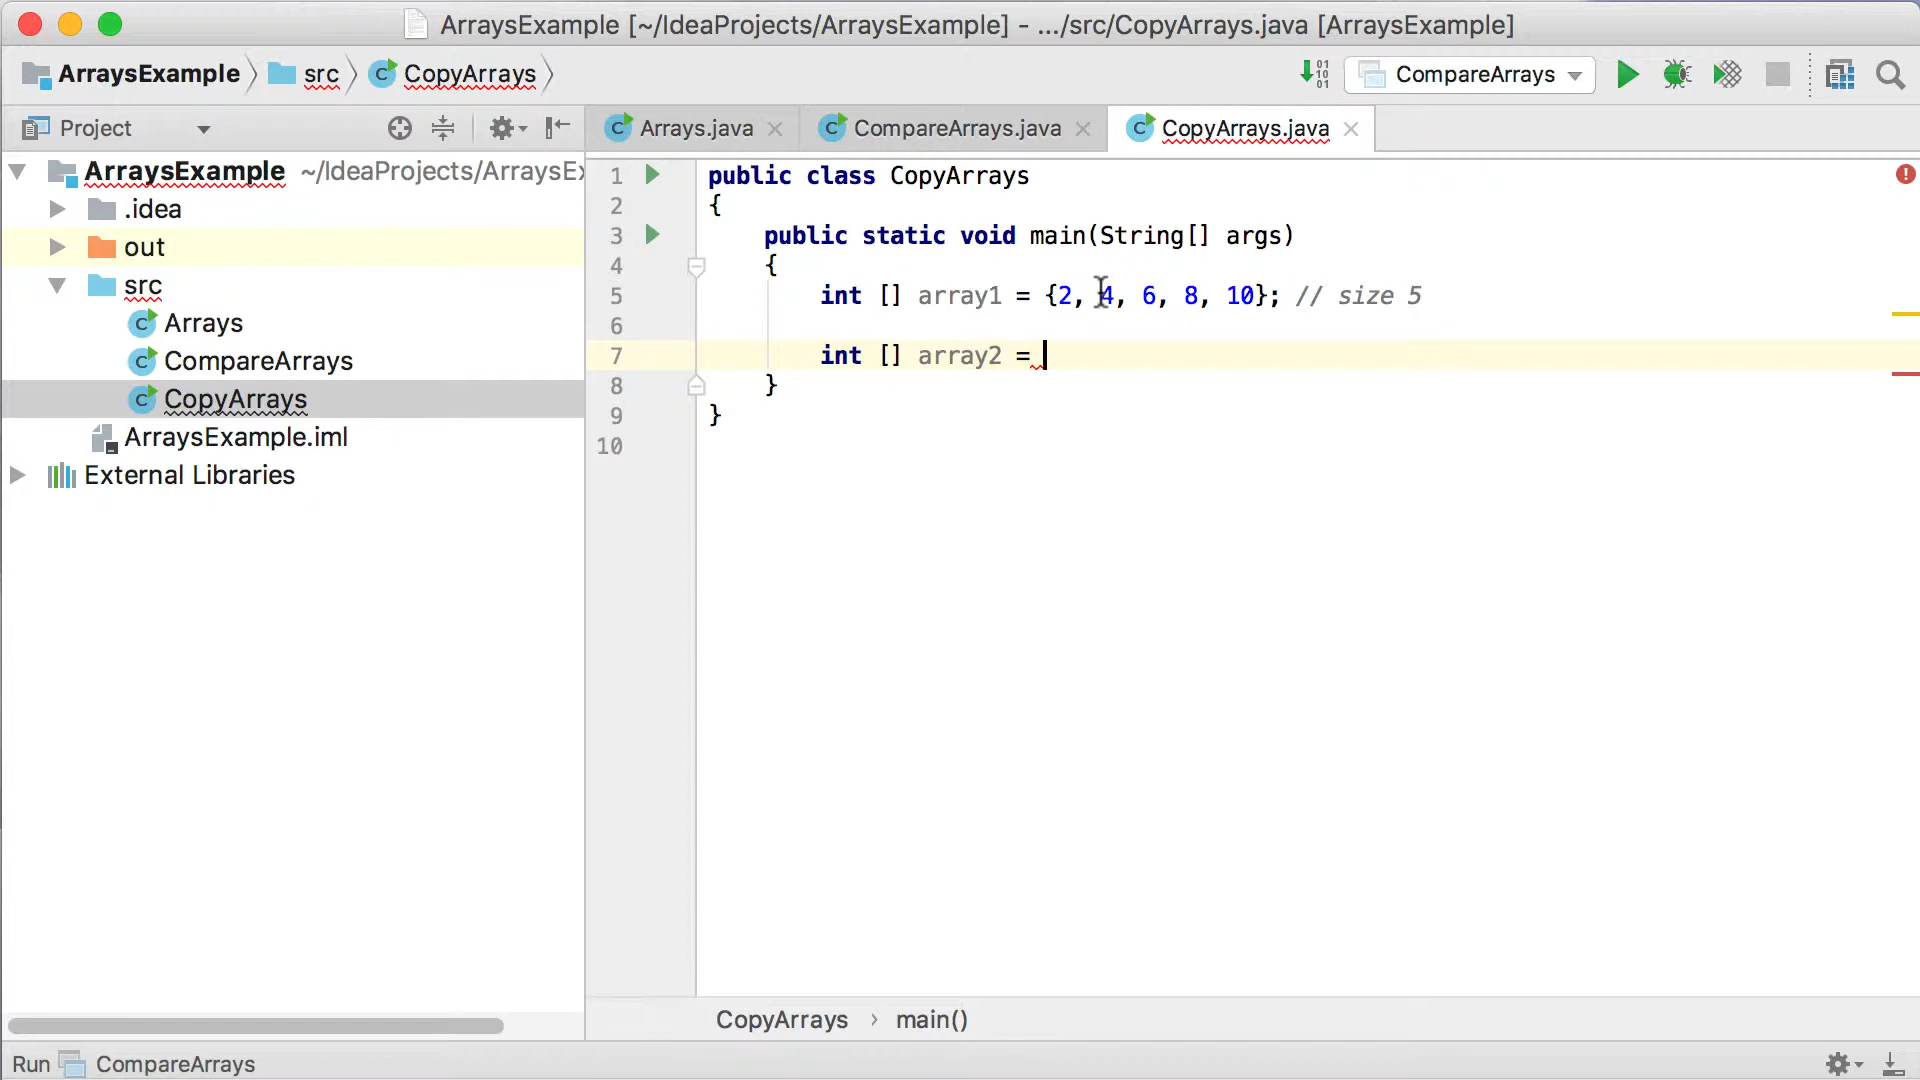 ArraysExample [~/IdeaProjects/ArraysExample] - .../src/CopyArrays.java [ArraysExample]
ArraysExample src CopyArrays CompareArrays
Project
Arrays.java CompareArrays.java CopyArrays.java
ArraysExample ~/IdeaProjects/ArraysE
.idea
out
src
Arrays
CompareArrays
CopyArrays
ArraysExample.iml
External Libraries
1 public class CopyArrays
2 {
3 public static void main(String[] args)
4 {
5 int [] array1 = {2, 4, 6, 8, 10}; // size 5
6
7 int [] array2 =
8 }
9 }
10
CopyArrays › main()
Run CompareArrays